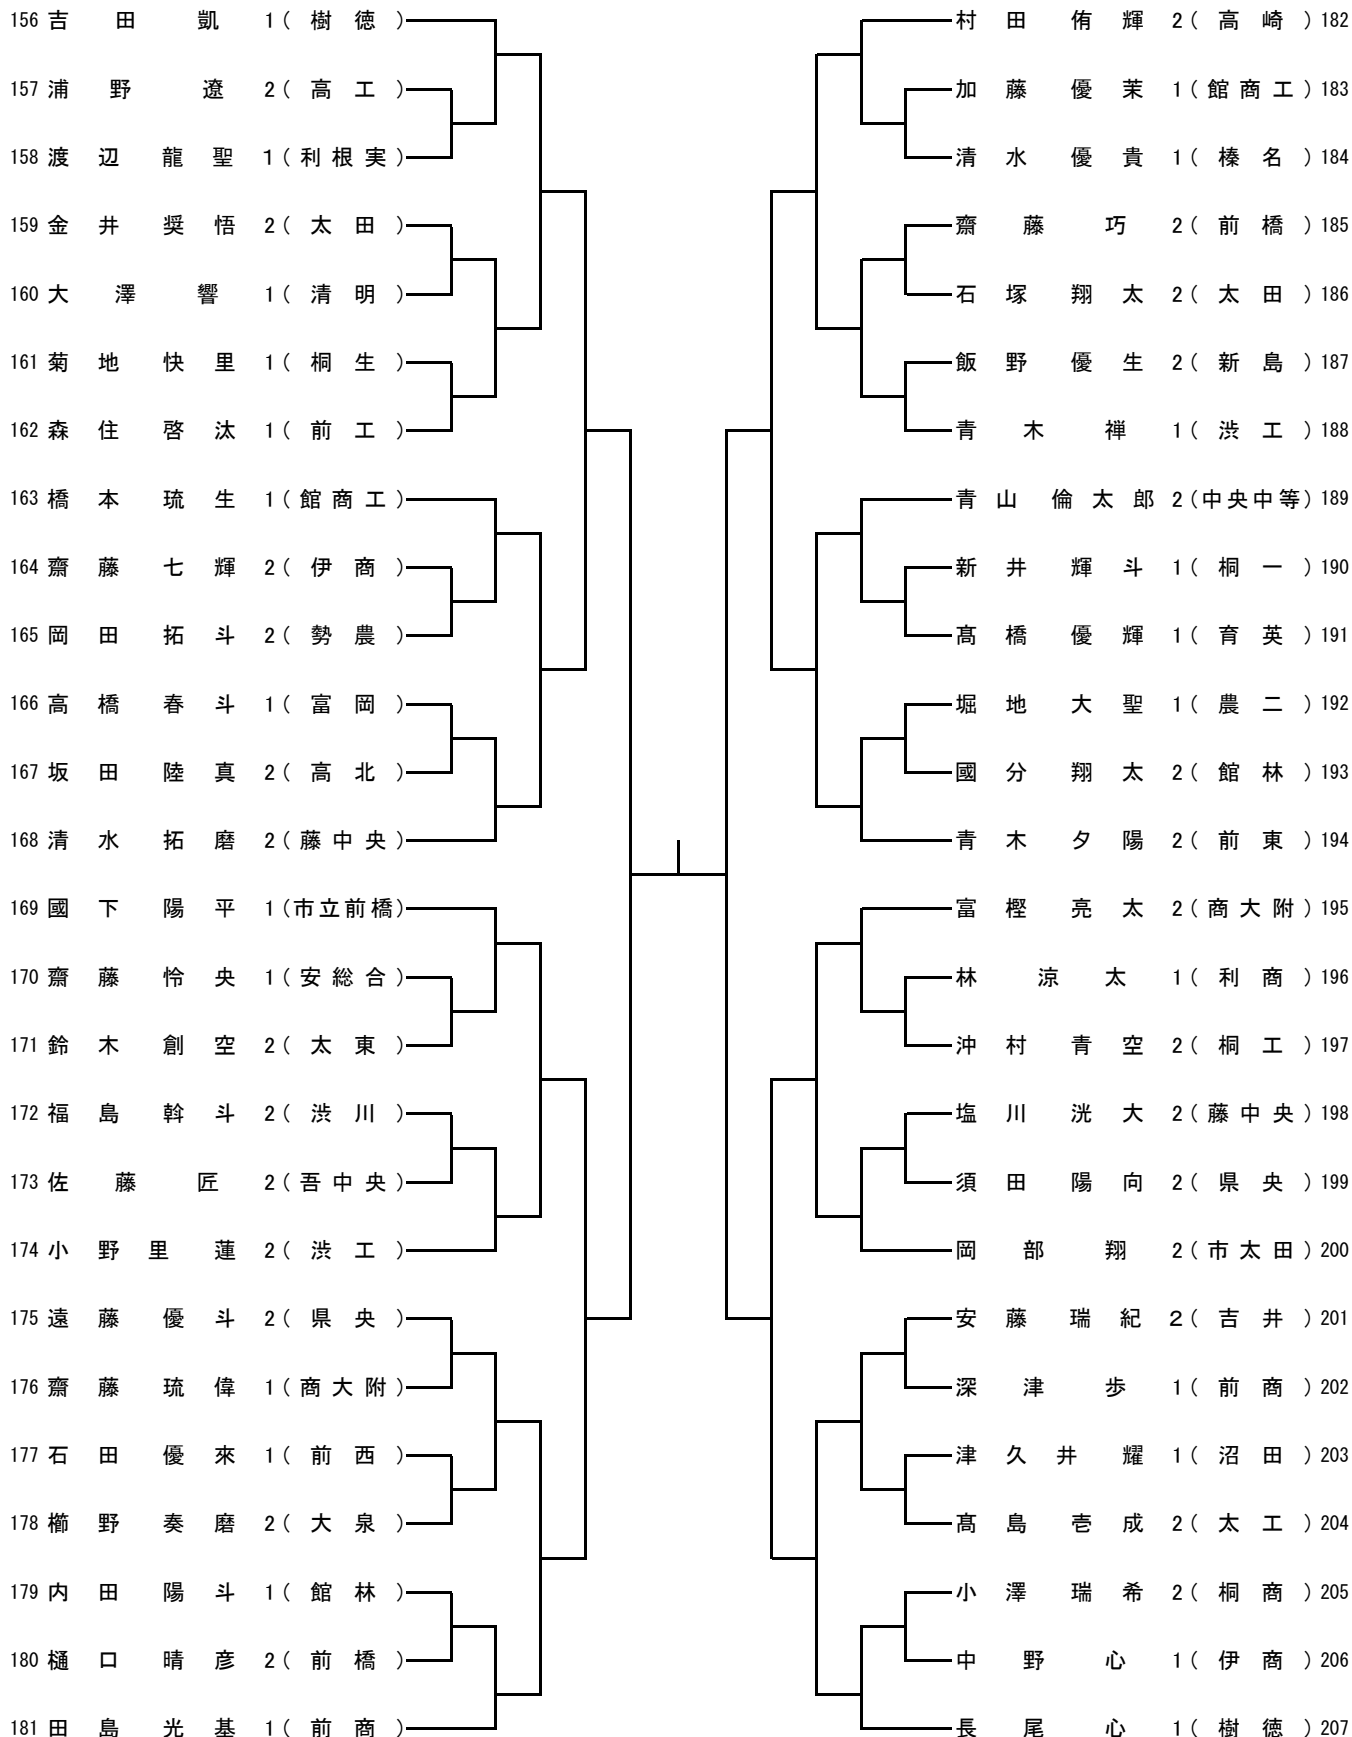 156 吉田凱 1(樹徳)
157 浦野遼 2(高工)
158 渡辺龍聖 1(利根実)
159 金井奨悟 2(太田)
160 大澤響 1(清明)
161 菊地快里 1(桐生)
162 森住啓汰 1(前工)
163 橋本琉生 1(館商工)
164 齋藤七輝 2(伊商)
165 岡田拓斗 2(勢農)
166 高橋春斗 1(富岡)
167 坂田陸真 2(高北)
168 清水拓磨 2(藤中央)
169 國下陽平 1(市立前橋)
170 齋藤怜央 1(安総合)
171 鈴木創空 2(太東)
172 福島斡斗 2(渋川)
173 佐藤匠 2(吾中央)
174 小野里蓮 2(渋工)
175 遠藤優斗 2(県央)
176 齋藤琉偉 1(商大附)
177 石田優來 1(前西)
178 櫛野奏磨 2(大泉)
179 内田陽斗 1(館林)
180 樋口晴彦 2(前橋)
181 田島光基 1(前商)
村田侑輝 2(高崎)182
加藤優茉 1(館商工)183
清水優貴 1(榛名)184
齋藤巧 2(前橋)185
石塚翔太 2(太田)186
飯野優生 2(新島)187
青木禅 1(渋工)188
青山倫太郎 2(中央中等)189
新井輝斗 1(桐一)190
髙橋優輝 1(育英)191
堀地大聖 1(農二)192
國分翔太 2(館林)193
青木夕陽 2(前東)194
富樫亮太 2(商大附)195
林涼太 1(利商)196
沖村青空 2(桐工)197
塩川洸大 2(藤中央)198
須田陽向 2(県央)199
岡部翔 2(市太田)200
安藤瑞紀 2(吉井)201
深津歩 1(前商)202
津久井耀 1(沼田)203
髙島壱成 2(太工)204
小澤瑞希 2(桐商)205
中野心 1(伊商)206
長尾心 1(樹徳)207